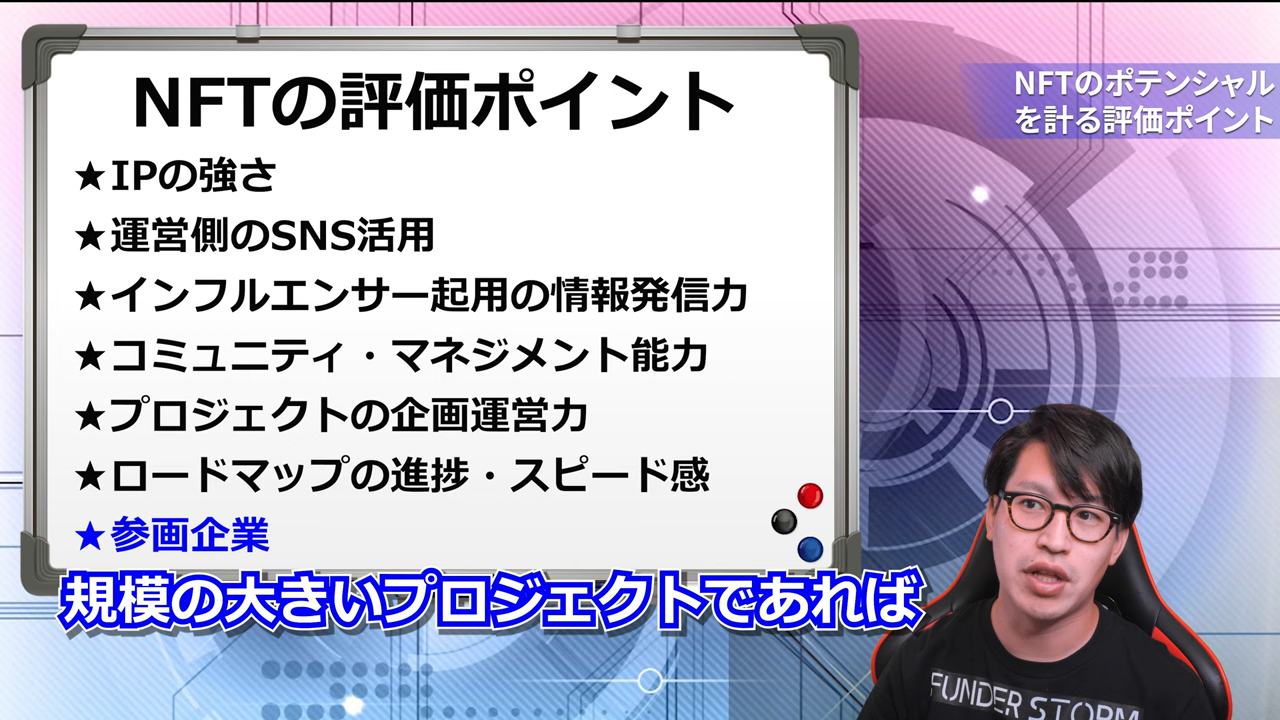 NFTの評価ポイント
★IPの強さ
★運営側のSNS活用
★インフルエンサー起用の情報発信力
★コミュニティ・マネジメント能力
★プロジェクトの企画運営力
★ロードマップの進捗・スピード感
★参画企業
規模の大きいプロジェクトであれば
NFTのポテンシャル
を計る評価ポイント
FUNDER STORM